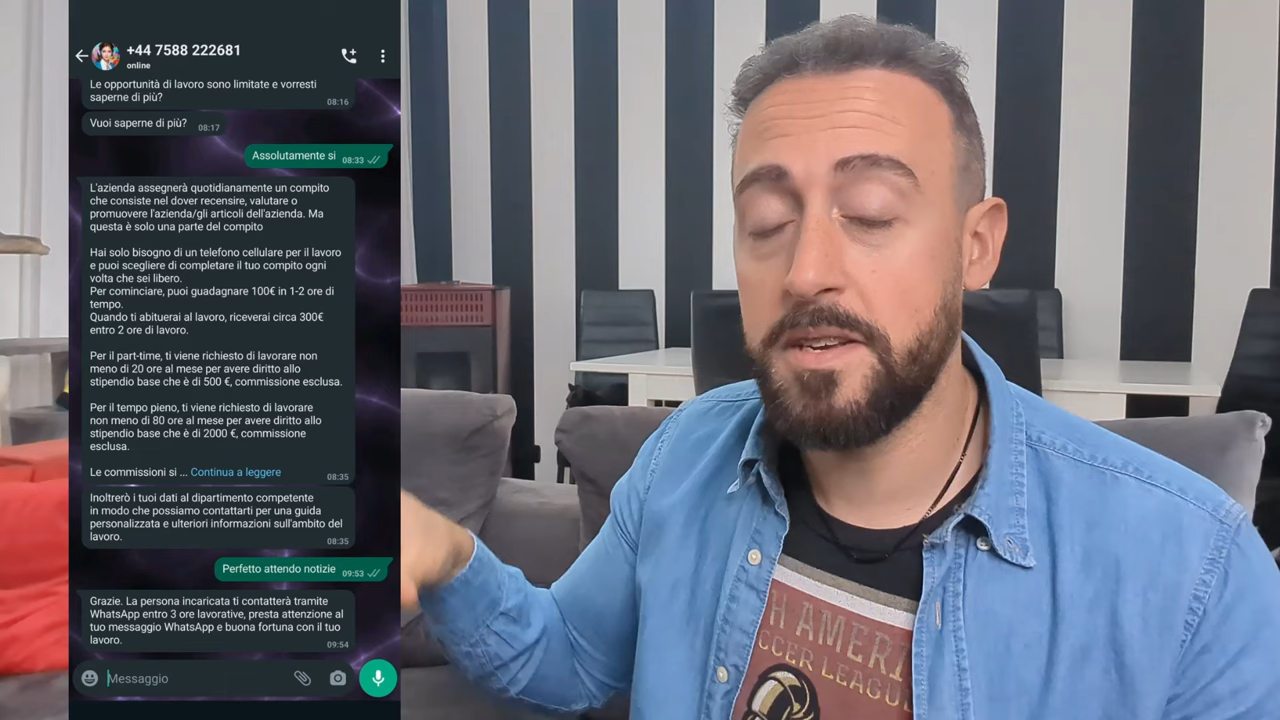 +44 7588 222681
online
Le opportunità di lavoro sono limitate e vorresti
saperne di più?
08:16
Vuoi saperne di più?
08:17
Assolutamente si
08:33
L'azienda assegnerà quotidianamente un compito
che consiste nel dover recensire, valutare o
promuovere l'azienda/gli articoli dell'azienda. Ma
questa è solo una parte del compito
Hai solo bisogno di un telefono cellulare per il lavoro
e puoi scegliere di completare il tuo compito ogni
volta che sei libero.
Per cominciare, puoi guadagnare 100€ in 1-2 ore di
tempo.
Quando ti abituerai al lavoro, riceverai circa 300€
entro 2 ore di lavoro.
Per il part-time, ti viene richiesto di lavorare non
meno di 20 ore al mese per avere diritto allo
stipendio base che è di 500 €, commissione esclusa.
Per il tempo pieno, ti viene richiesto di lavorare
non meno di 80 ore al mese per avere diritto allo
stipendio base che è di 2000 €, commissione
esclusa.
Le commissioni si ... Continua a leggere
08:35
Inoltrerò i tuoi dati al dipartimento competente
in modo che possiamo contattarti per una guida
personalizzata e ulteriori informazioni sull'ambito del
lavoro.
08:35
Perfetto attendo notizie
09:53
Grazie. La persona incaricata ti contatterà tramite
WhatsApp entro 3 ore lavorative, presta attenzione al
tuo messaggio WhatsApp e buona fortuna con il tuo
lavoro.
09:54
Messaggio
H AMERI
CCER LEAGU